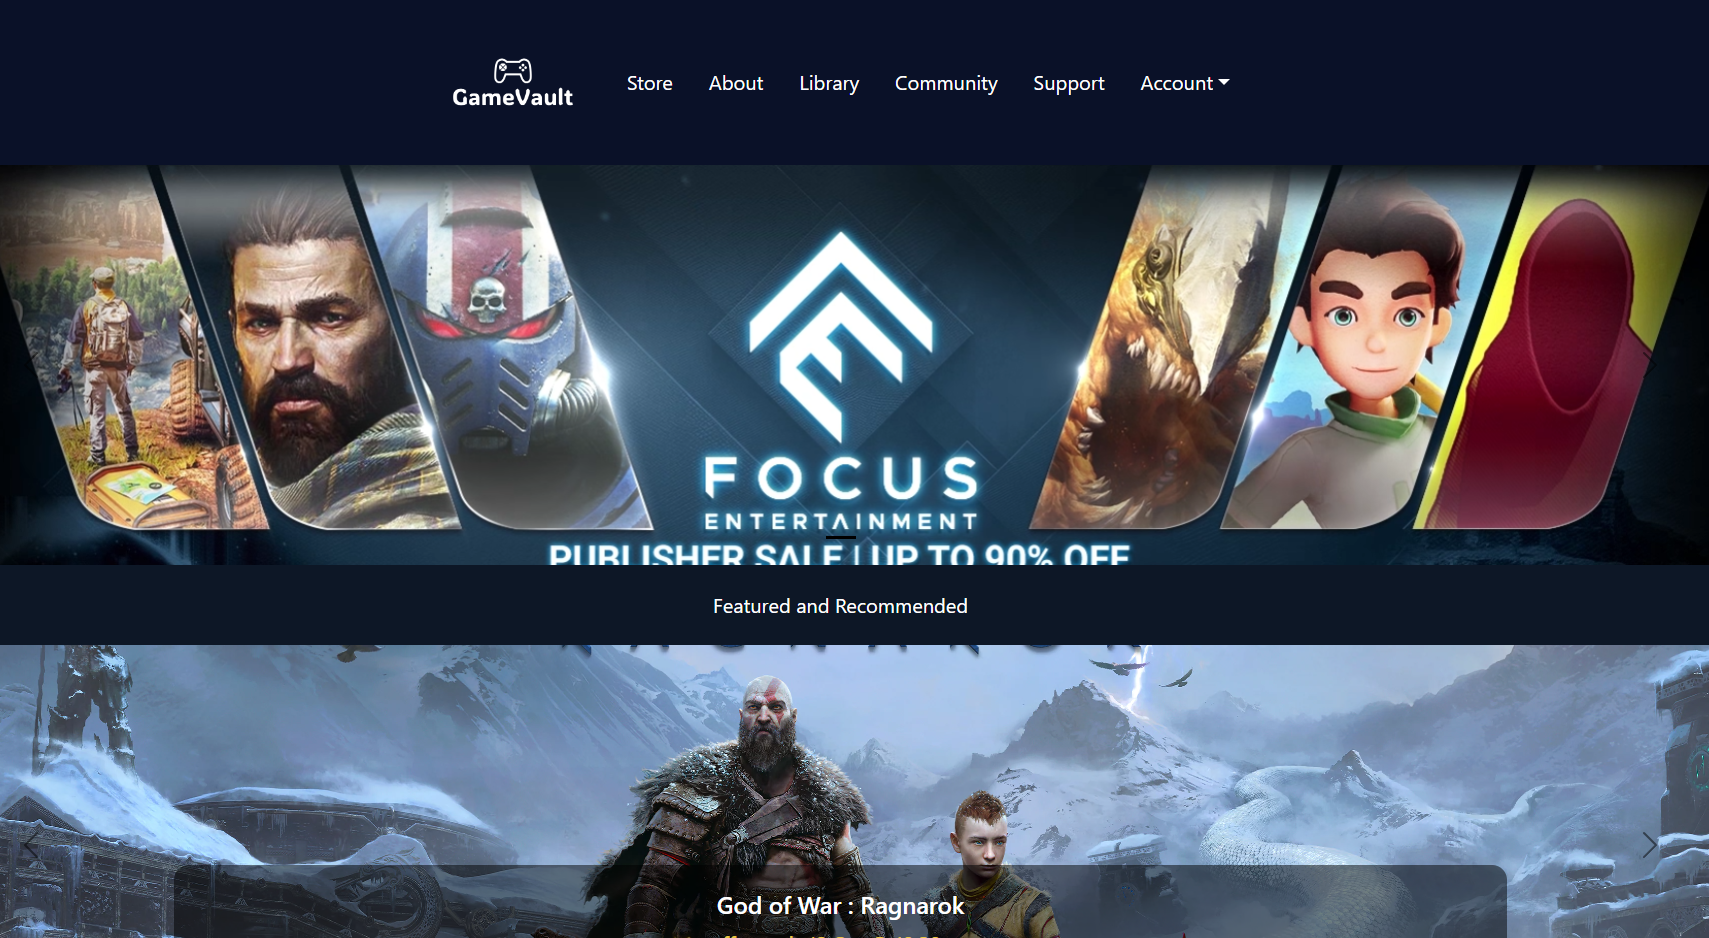 GameVault
Store
About
Library
Community
Support
Account
FOCUS
ENTERTAINMENT
PUBLISHER SALE | UP TO 90% OFF
Featured and Recommended
God of War : Ragnarok